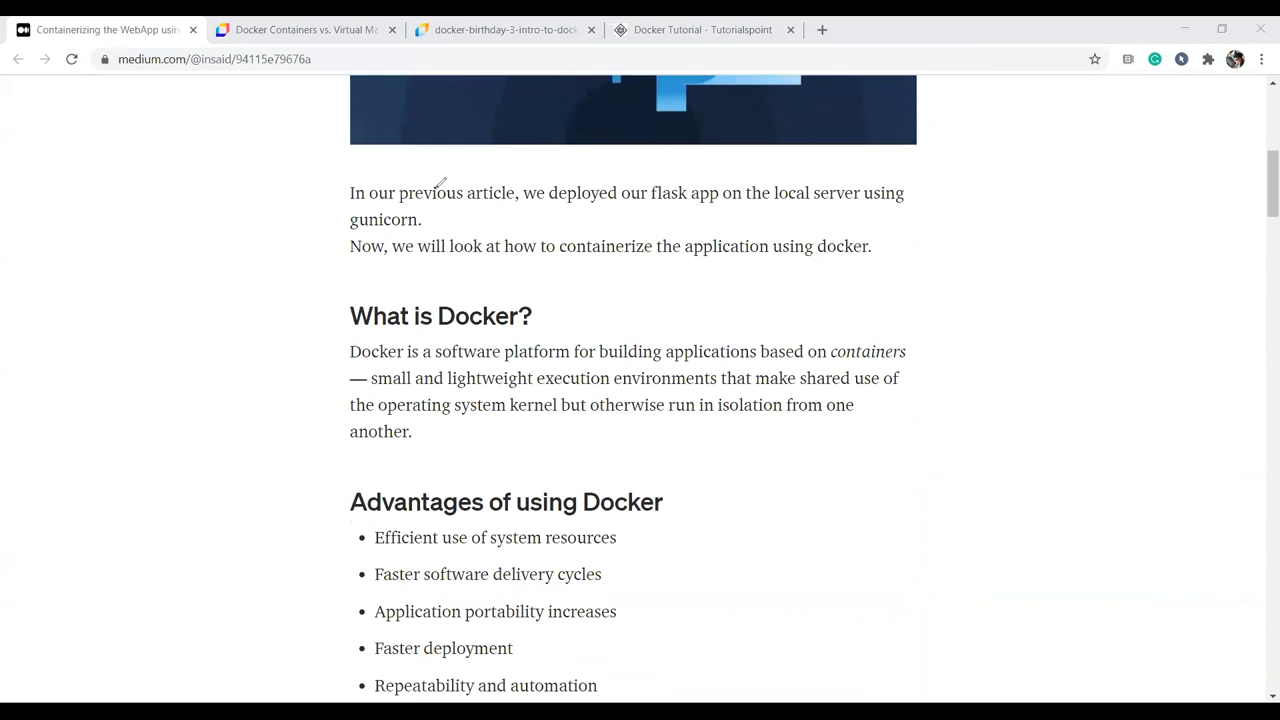 Containerizing the WebApp usin
Docker Containers vs. Virtual Ma
docker-birthday-3-intro-to-dock
Docker Tutorial - Tutorialspoint
medium.com/@insaid/94115e79676a
In our previous article, we deployed our flask app on the local server using
gunicorn.
Now, we will look at how to containerize the application using docker.
What is Docker?
Docker is a software platform for building applications based on containers
— small and lightweight execution environments that make shared use of
the operating system kernel but otherwise run in isolation from one
another.
Advantages of using Docker
• Efficient use of system resources
• Faster software delivery cycles
• Application portability increases
• Faster deployment
• Repeatability and automation